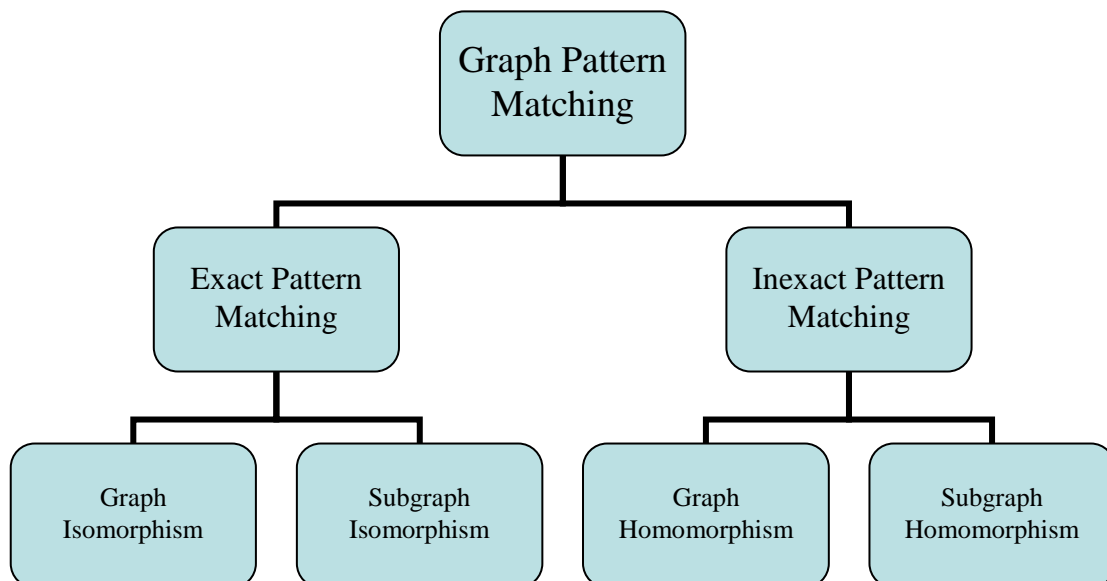 Graph Pattern
Matching
Exact Pattern
Matching
Inexact Pattern
Matching
Graph
Isomorphism
Subgraph
Isomorphism
Graph
Homomorphism
Subgraph
Homomorphism